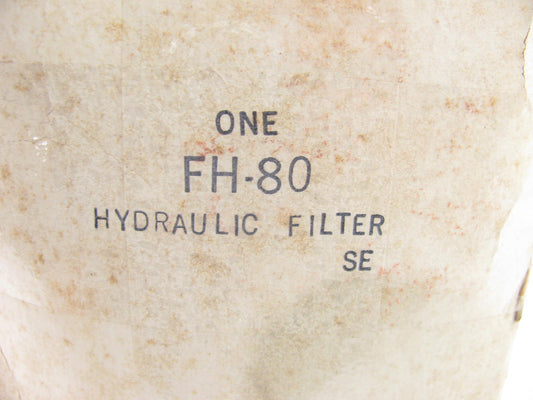 ONE
FH-80
HYDRAULIC FILTER
SE